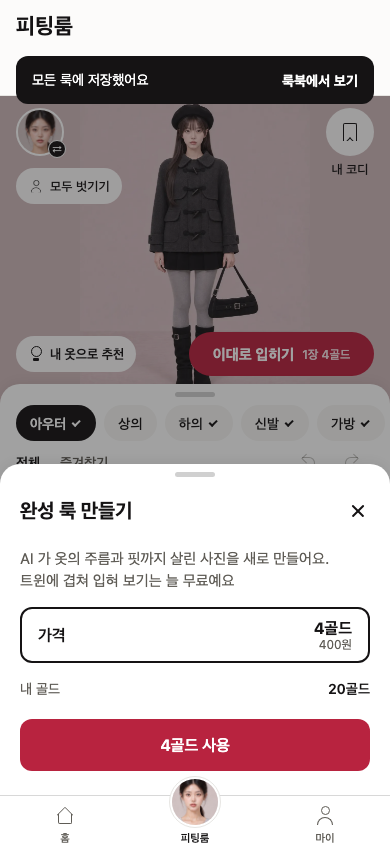 피팅룸
모든 룩에 저장했어요
룩북에서 보기
내 코디
모두 벗기기
내 옷으로 추천
이대로 입히기 1장 4골드
아우터
상의
하의
신발
가방
전체
즐겨찾기
완성 룩 만들기
AI 가 옷의 주름과 핏까지 살린 사진을 새로 만들어요.
트윈에 겹쳐 입혀 보기는 늘 무료예요
가격
4골드
400원
내 골드
20골드
4골드 사용
홈
피팅룸
마이